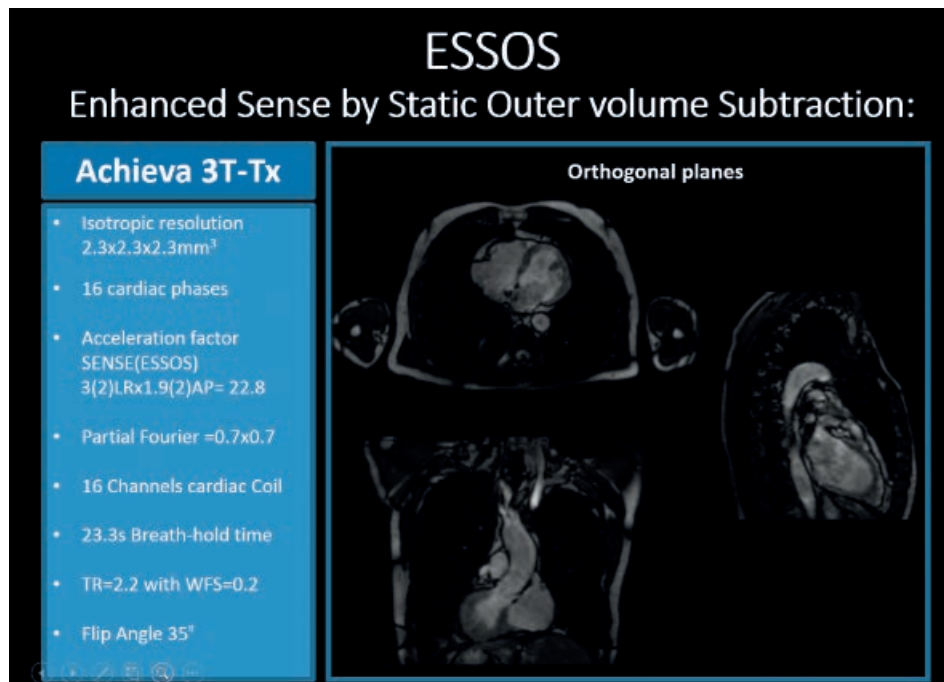 ESSOS
Enhanced Sense by Static Outer volume Subtraction:
Achieva 3T-Tx
• Isotropic resolution
2.3x2.3x2.3mm³
• 16 cardiac phases
• Acceleration factor
SENSE(ESSOS)
3(2)LRx1.9(2)AP= 22.8
• Partial Fourier =0.7x0.7
• 16 Channels cardiac Coil
• 23.3s Breath-hold time
• TR=2.2 with WFS=0.2
• Flip Angle 35°
Orthogonal planes